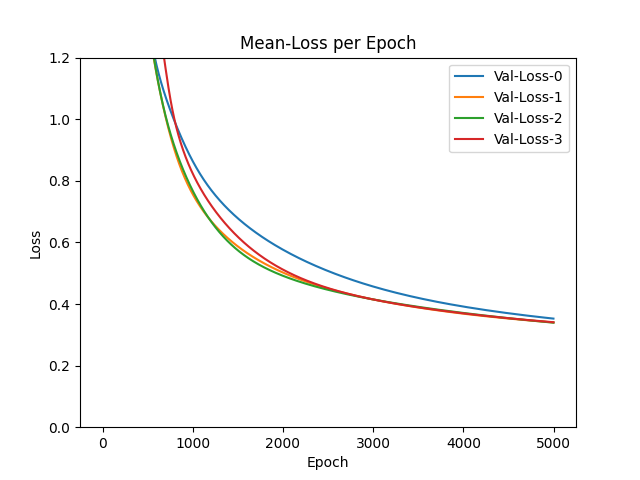 Mean-Loss per Epoch
Val-Loss-0
Val-Loss-1
Val-Loss-2
Val-Loss-3
1.2
1.0
0.8
0.6
0.4
0.2
0.0
Loss
0 1000 2000 3000 4000 5000
Epoch